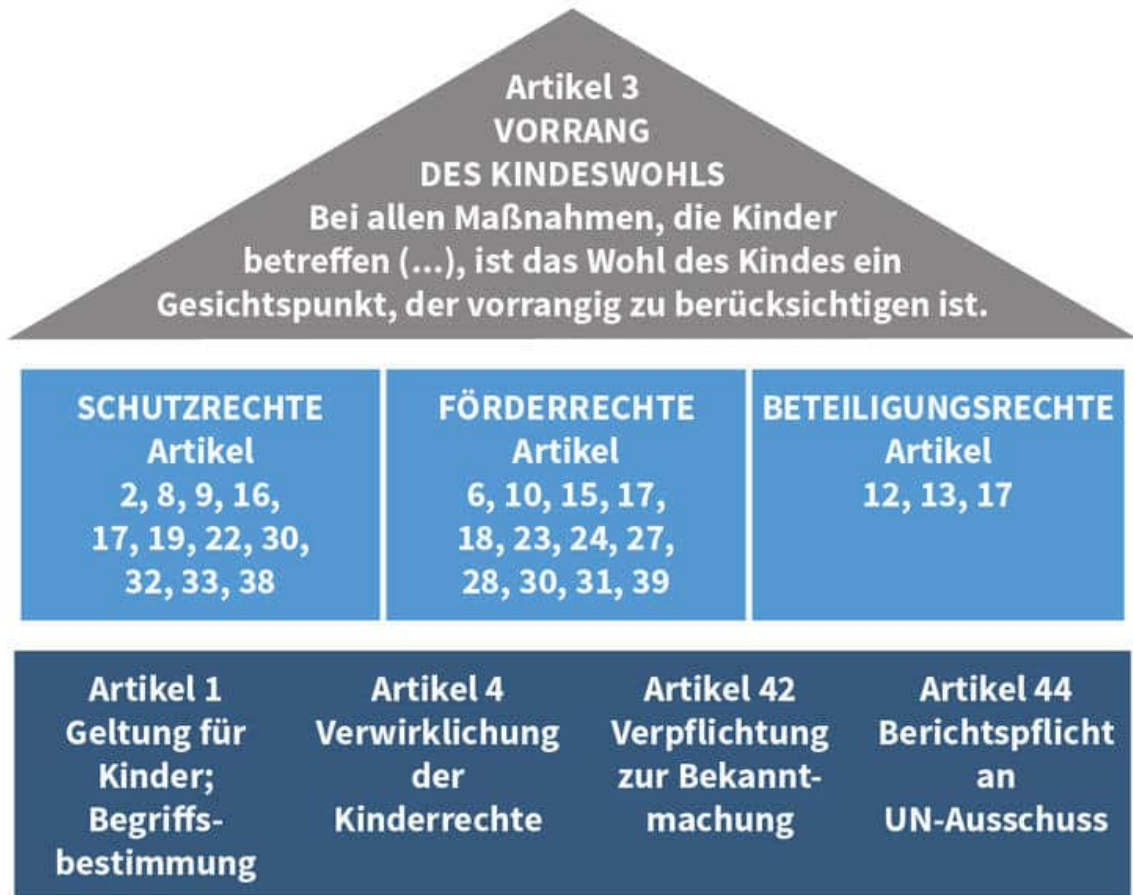 Artikel 3
VORRANG
DES KINDESWOHLS
Bei allen Maßnahmen, die Kinder
betreffen (...), ist das Wohl des Kindes ein
Gesichtspunkt, der vorrangig zu berücksichtigen ist.
SCHUTZRECHTE
Artikel
2, 8, 9, 16,
17, 19, 22, 30,
32, 33, 38
FÖRDERRECHTE
Artikel
6, 10, 15, 17,
18, 23, 24, 27,
28, 30, 31, 39
BETEILIGUNGSRECHTE
Artikel
12, 13, 17
Artikel 1
Geltung für
Kinder;
Begriffs-
bestimmung
Artikel 4
Verwirklichung
der
Kinderrechte
Artikel 42
Verpflichtung
zur Bekannt-
machung
Artikel 44
Berichtspflicht
an
UN-Ausschuss